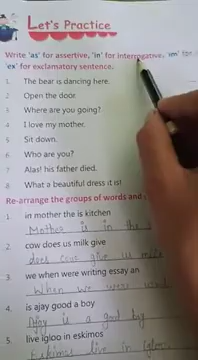 Let's Practice
Write 'as' for assertive, 'in' for interrogative, 'im' for
'ex' for exclamatory sentence.
1. The bear is dancing here.
2. Open the door.
3. Where are you going?
4. I love my mother.
5. Sit down.
6. Who are you?
7. Alas! his father died.
8. What a beautiful dress it is!
Re-arrange the groups of words and
1. in mother the is kitchen
Mother is in the
2. cow does us milk give
does cow give us milk
3. we when were writing essay an
When we were
4. is ajay good a boy
Ajay is a good boy
5. live igloo in eskimos
Eskimos live in Igloo